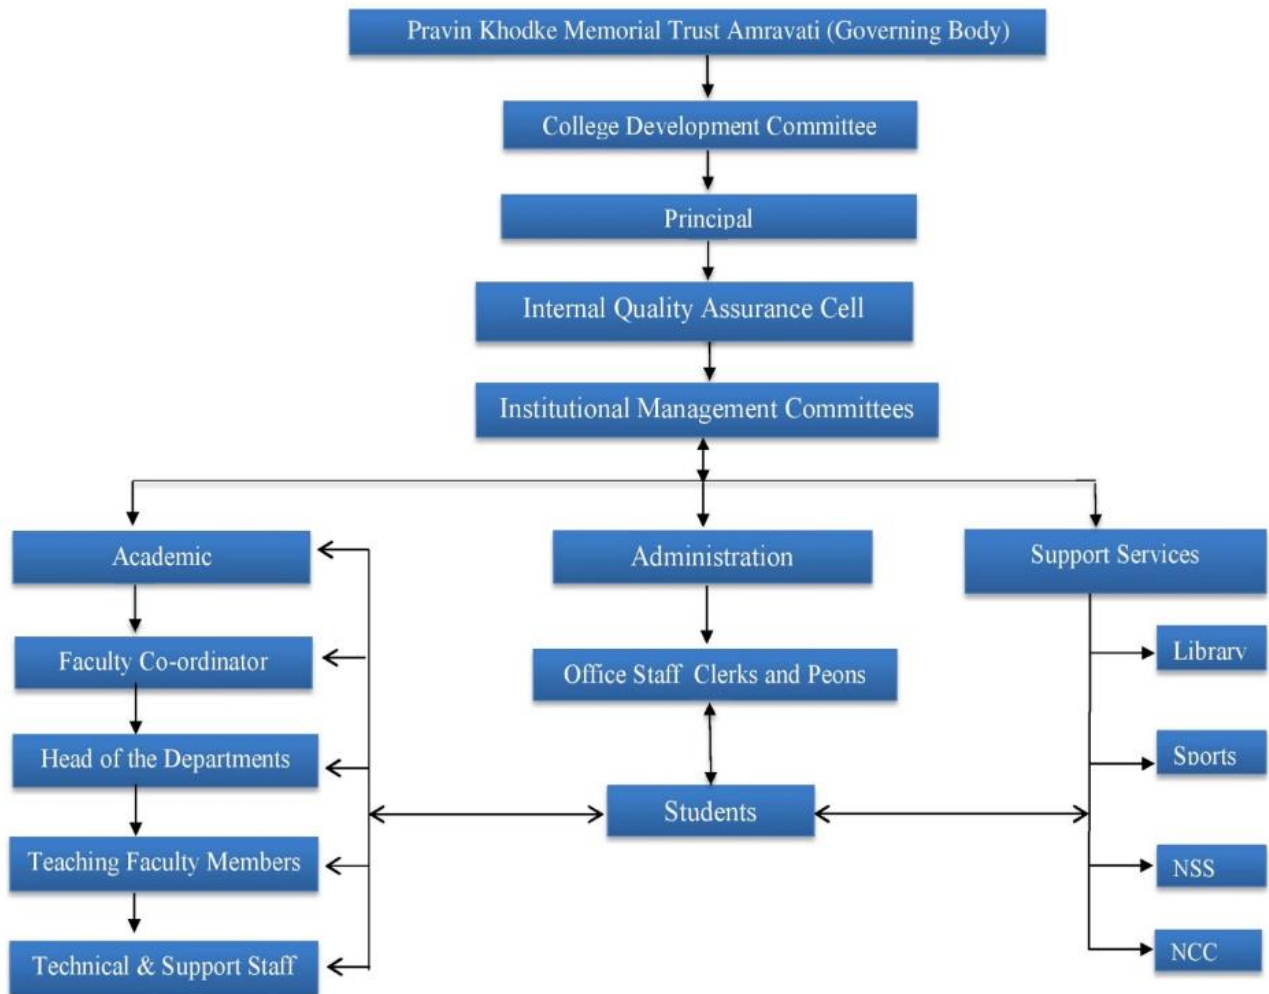 Pravin Khodke Memorial Trust Amravati (Governing Body)
College Development Committee
Principal
Internal Quality Assurance Cell
Institutional Management Committees
Academic
Administration
Support Services
Faculty Co-ordinator
Office Staff Clerks and Peons
Library
Head of the Departments
Sports
Students
Teaching Faculty Members
NSS
Technical & Support Staff
NCC